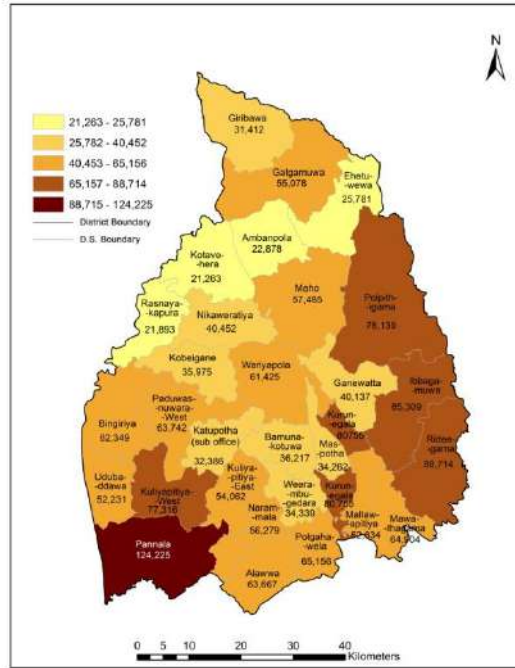 N
21,263 - 25,781
25,782 - 40,452
40,453 - 65,156
65,157 - 88,714
88,715 - 124,225
District Boundary
D.S. Boundary
Giribawa
31,412
Galgamuwa
55,978
Ehetu
-wewa
25,781
Ambanpola
22,878
Kotave
-hera
21,263
Maho
57,465
Polpith
-igama
78,139
Rasnaya
-kapura
21,893
Nikaweratiya
40,452
Kobeigane
35,975
Wariyapola
61,425
Ganewatta
40,137
Ibbaga-
muwa
85,309
Bingiriya
62,349
Paduwas
-nuwara
-West
63,742
Katupotha
(sub office)
32,386
Bamuna
-kotuwa
36,217
Kurun-
egala
80755
Mas-
potha
34,262
Ridee
-gama
88,714
Uduba-
ddawa
52,231
Kuliyapitiya
-West
77,316
Kuliya-
pitiya
-East
54,062
Weera-
mbu-
gedara
34,339
Kurun-
egala
80,755
Naram-
mala
56,279
Mallaw-
apitiya
Mawa-
thagama
64,904
Pannala
124,225
Polgaha-
wela
65,156
Alawwa
63,667
0 5 10 20 30 40
Kilometers